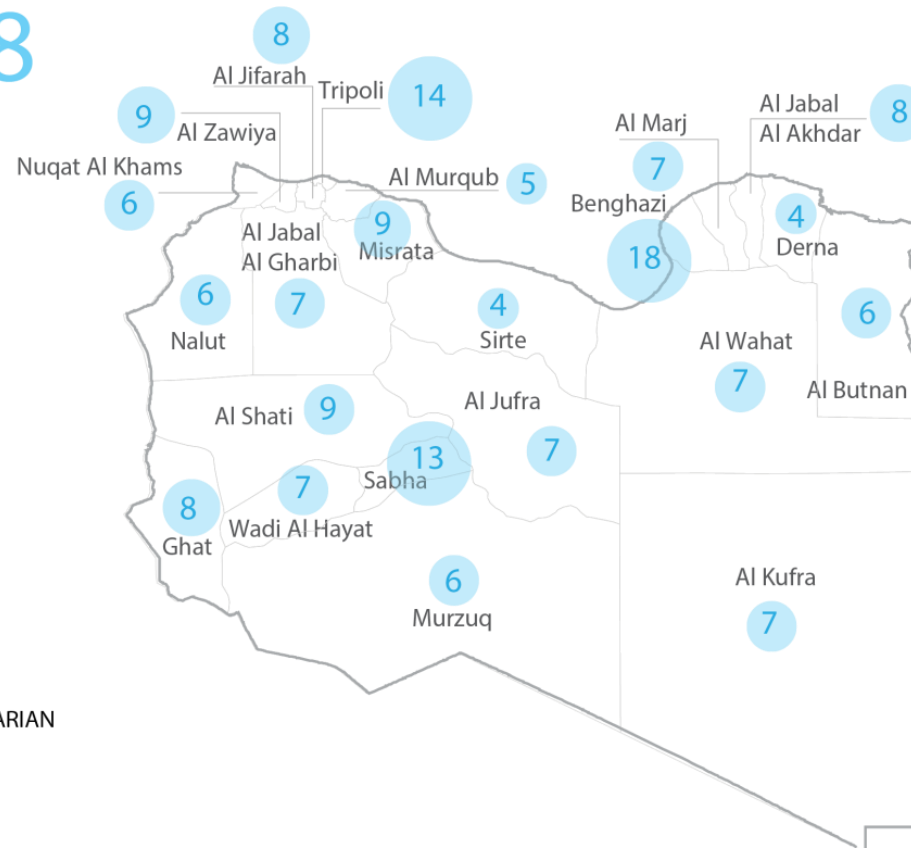 8
8
Al Jifarah
Tripoli
14
9
Al Zawiya
Al Jabal
Al Akhdar
8
Al Marj
7
Nuqat Al Khams
6
Al Murqub
5
Benghazi
18
9
Misrata
4
Derna
Al Jabal
Al Gharbi
7
6
Nalut
4
Sirte
6
Al Butnan
Al Wahat
7
Al Shati
9
Al Jufra
7
13
Sabha
7
Wadi Al Hayat
8
Ghat
6
Murzuq
Al Kufra
7
ARIAN